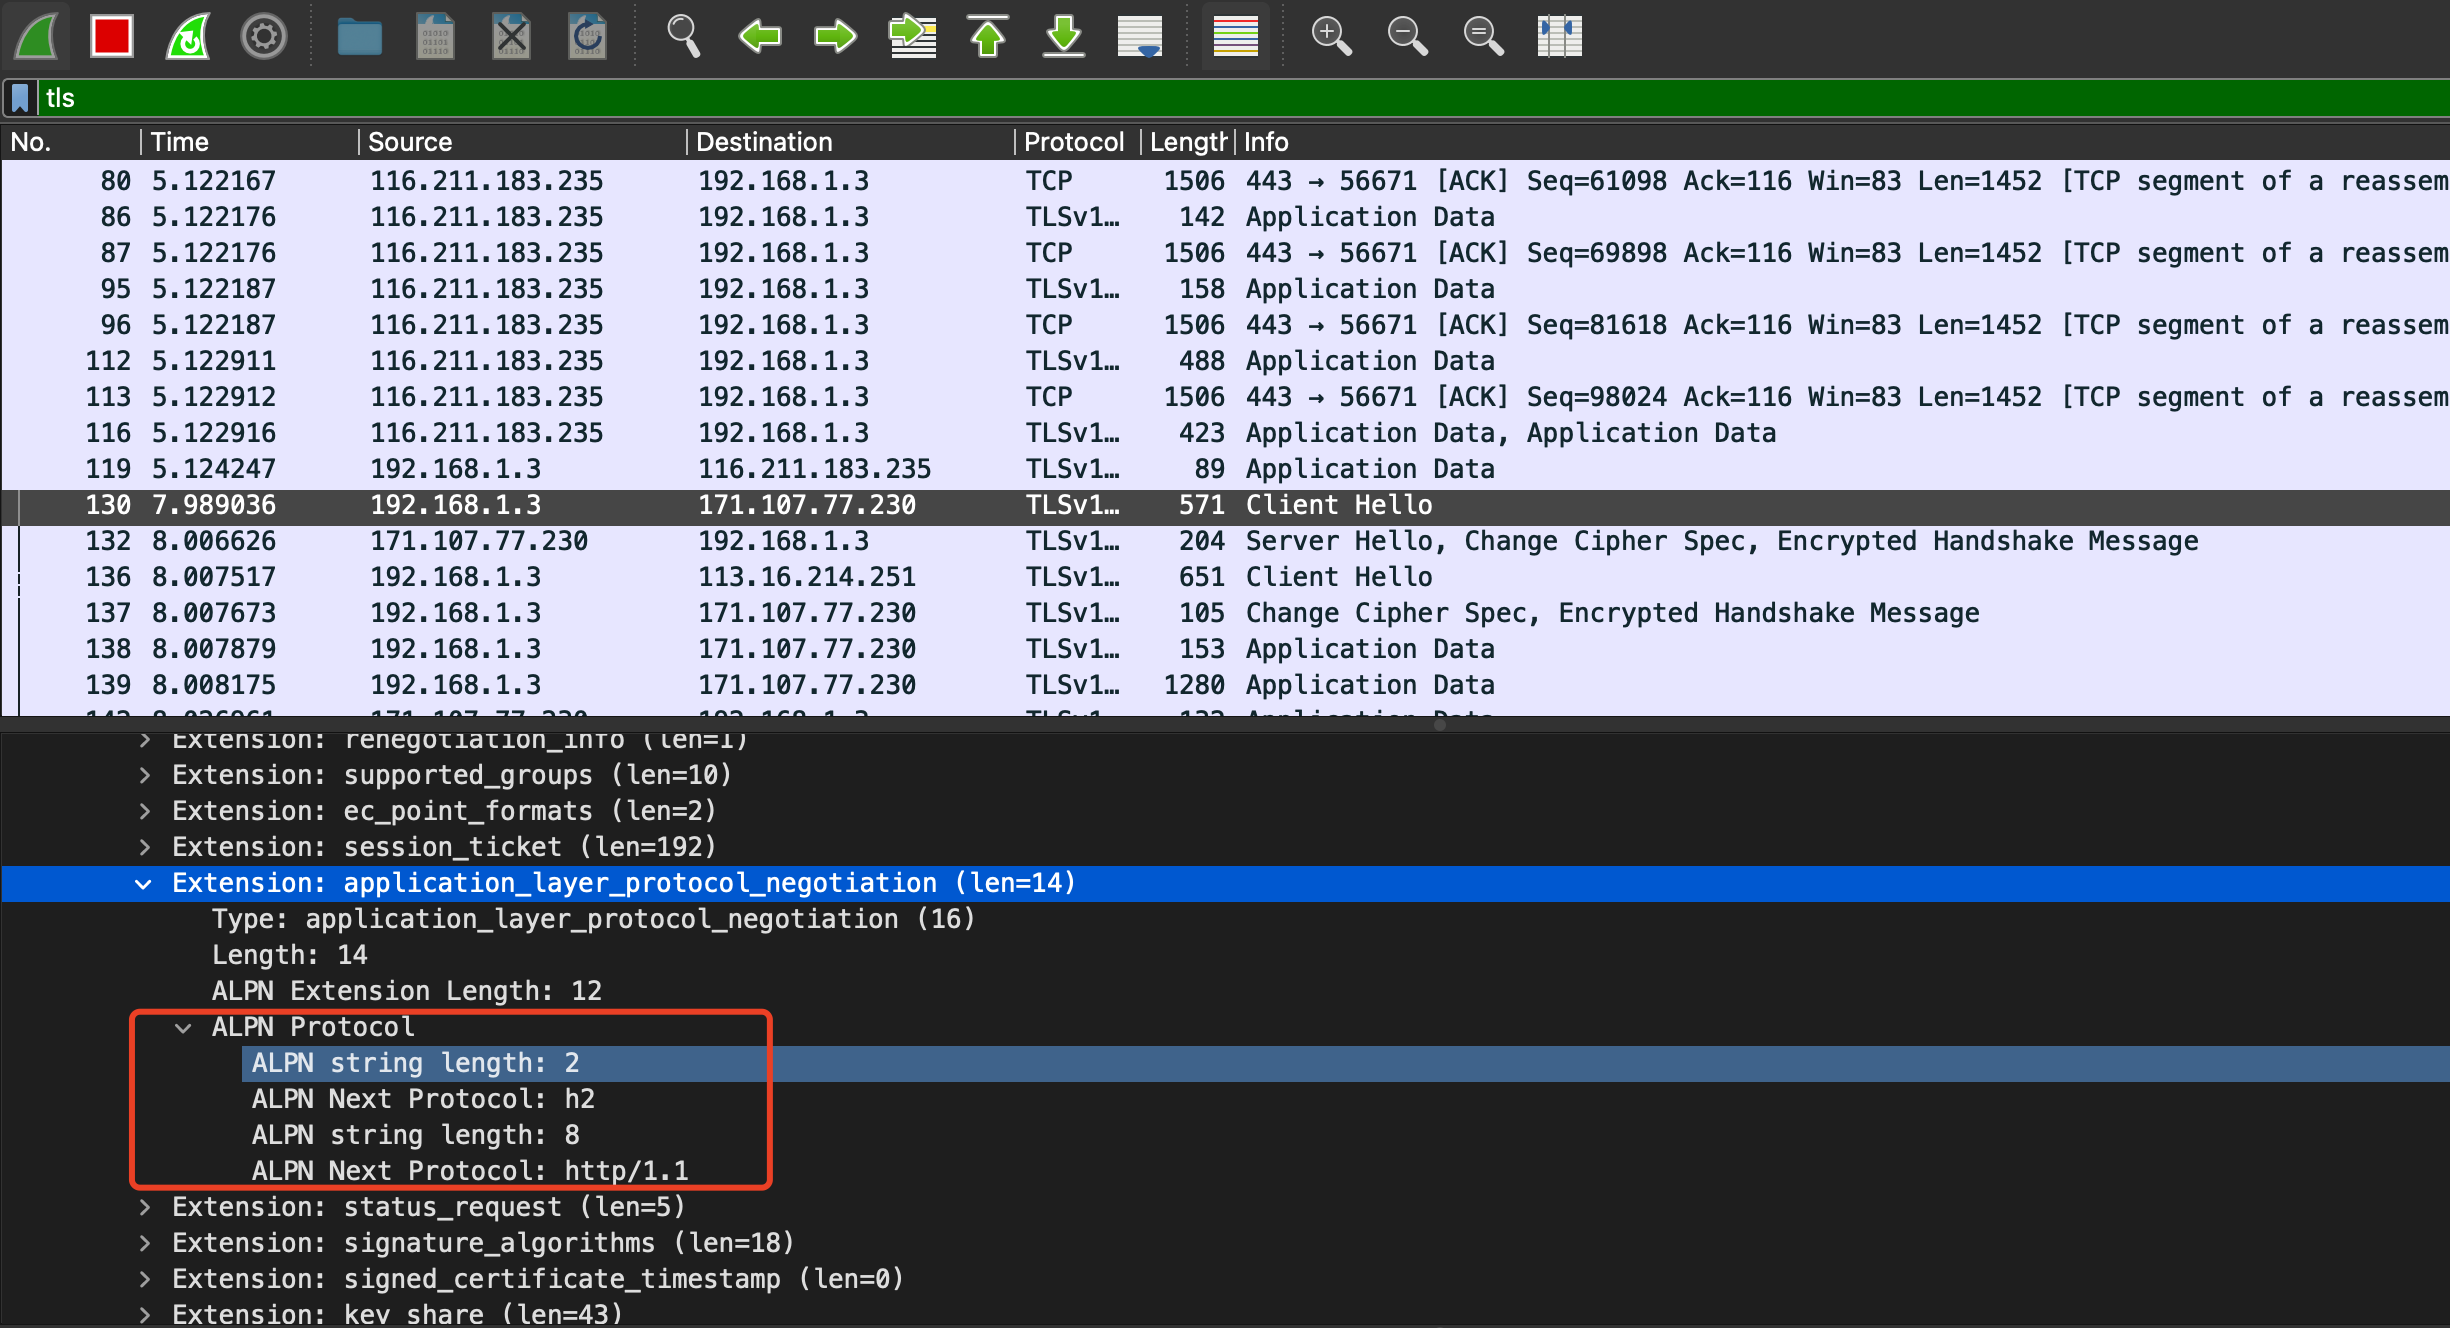 tls
No. Time Source Destination Protocol Length Info
80 5.122167 116.211.183.235 192.168.1.3 TCP 1506 443 → 56671 [ACK] Seq=61098 Ack=116 Win=83 Len=1452 [TCP segment of a reassem
86 5.122176 116.211.183.235 192.168.1.3 TLSv1… 142 Application Data
87 5.122176 116.211.183.235 192.168.1.3 TCP 1506 443 → 56671 [ACK] Seq=69898 Ack=116 Win=83 Len=1452 [TCP segment of a reassem
95 5.122187 116.211.183.235 192.168.1.3 TLSv1… 158 Application Data
96 5.122187 116.211.183.235 192.168.1.3 TCP 1506 443 → 56671 [ACK] Seq=81618 Ack=116 Win=83 Len=1452 [TCP segment of a reassem
112 5.122911 116.211.183.235 192.168.1.3 TLSv1… 488 Application Data
113 5.122912 116.211.183.235 192.168.1.3 TCP 1506 443 → 56671 [ACK] Seq=98024 Ack=116 Win=83 Len=1452 [TCP segment of a reassem
116 5.122916 116.211.183.235 192.168.1.3 TLSv1… 423 Application Data, Application Data
119 5.124247 192.168.1.3 116.211.183.235 TLSv1… 89 Application Data
130 7.989036 192.168.1.3 171.107.77.230 TLSv1… 571 Client Hello
132 8.006626 171.107.77.230 192.168.1.3 TLSv1… 204 Server Hello, Change Cipher Spec, Encrypted Handshake Message
136 8.007517 192.168.1.3 113.16.214.251 TLSv1… 651 Client Hello
137 8.007673 192.168.1.3 171.107.77.230 TLSv1… 105 Change Cipher Spec, Encrypted Handshake Message
138 8.007879 192.168.1.3 171.107.77.230 TLSv1… 153 Application Data
139 8.008175 192.168.1.3 171.107.77.230 TLSv1… 1280 Application Data
171.107.77.230 192.168.1.3 TLSv1… Application Data
Extension: renegotiation_info (len=1)
Extension: supported_groups (len=10)
Extension: ec_point_formats (len=2)
Extension: session_ticket (len=192)
Extension: application_layer_protocol_negotiation (len=14)
Type: application_layer_protocol_negotiation (16)
Length: 14
ALPN Extension Length: 12
ALPN Protocol
ALPN string length: 2
ALPN Next Protocol: h2
ALPN string length: 8
ALPN Next Protocol: http/1.1
Extension: status_request (len=5)
Extension: signature_algorithms (len=18)
Extension: signed_certificate_timestamp (len=0)
Extension: key_share (len=43)